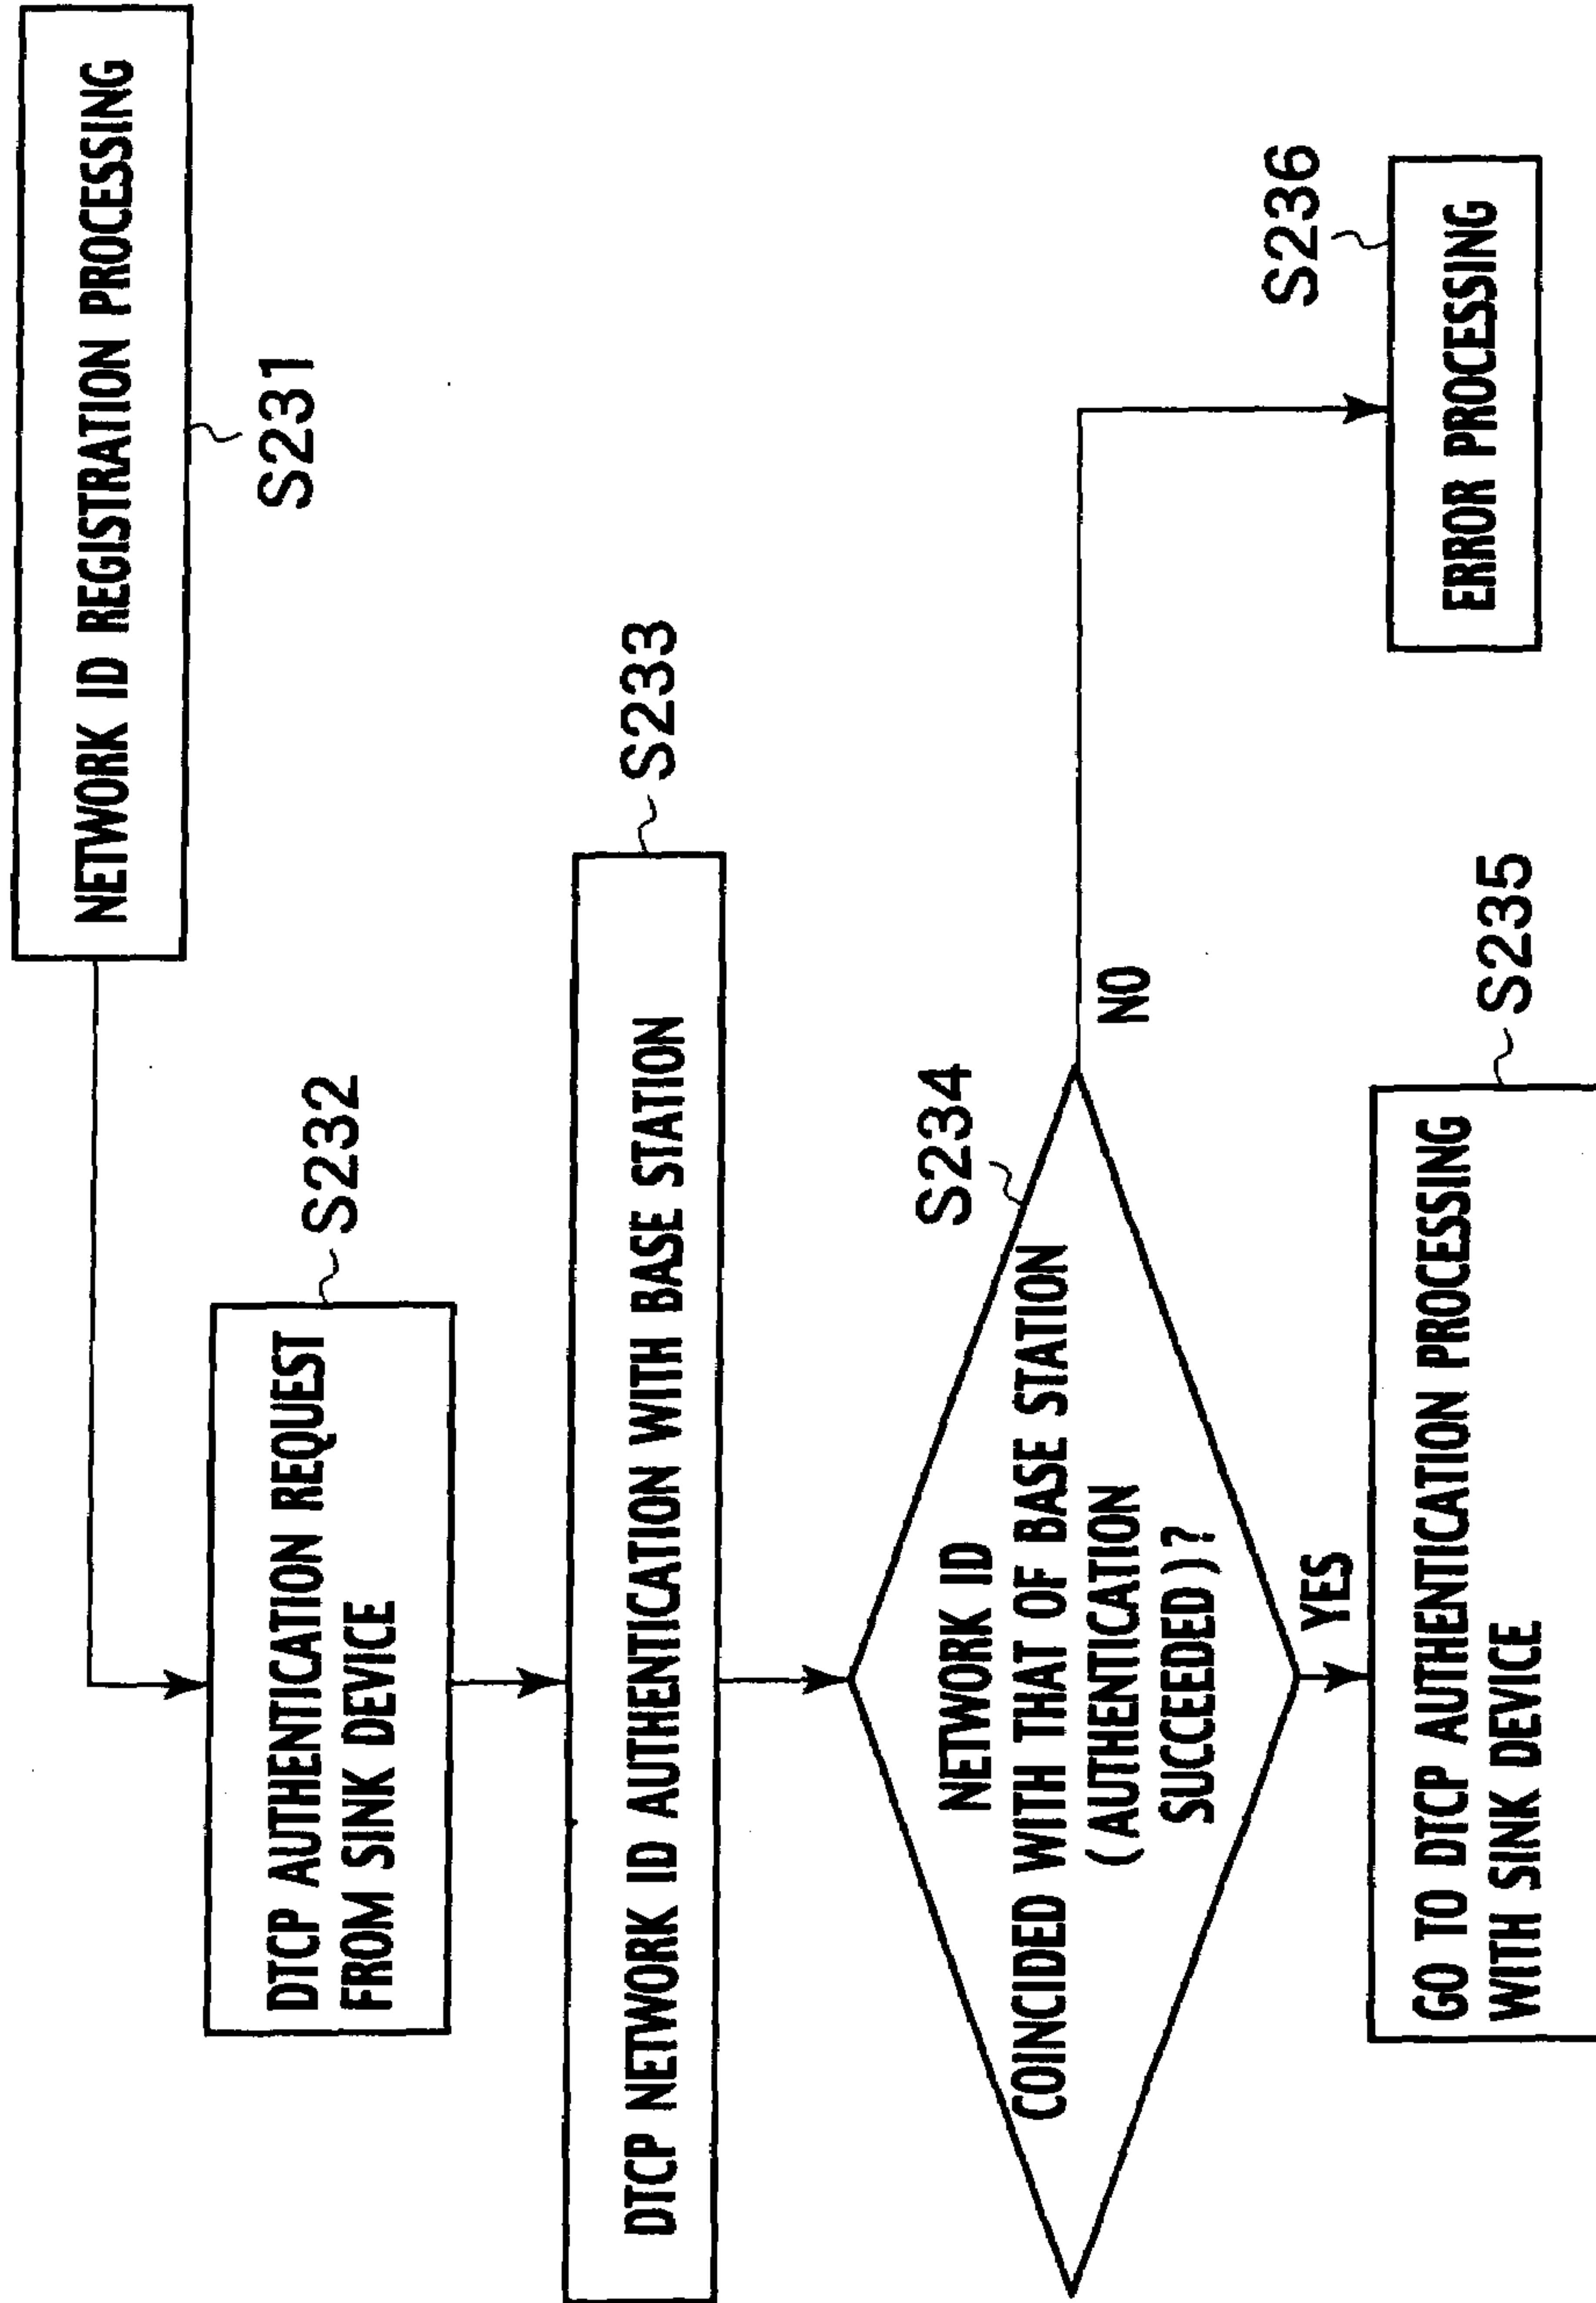 NETWORK ID REGISTRATION PROCESSING
S231
DTCP AUTHENTICATION REQUEST
FROM SINK DEVICE
S232
DTCP NETWORK ID AUTHENTICATION WITH BASE STATION
S233
NETWORK ID
COINCIDED WITH THAT OF BASE STATION
(AUTHENTICATION
SUCCEEDED)?
S234
NO
YES
GO TO DTCP AUTHENTICATION PROCESSING
WITH SINK DEVICE
S235
ERROR PROCESSING
S236